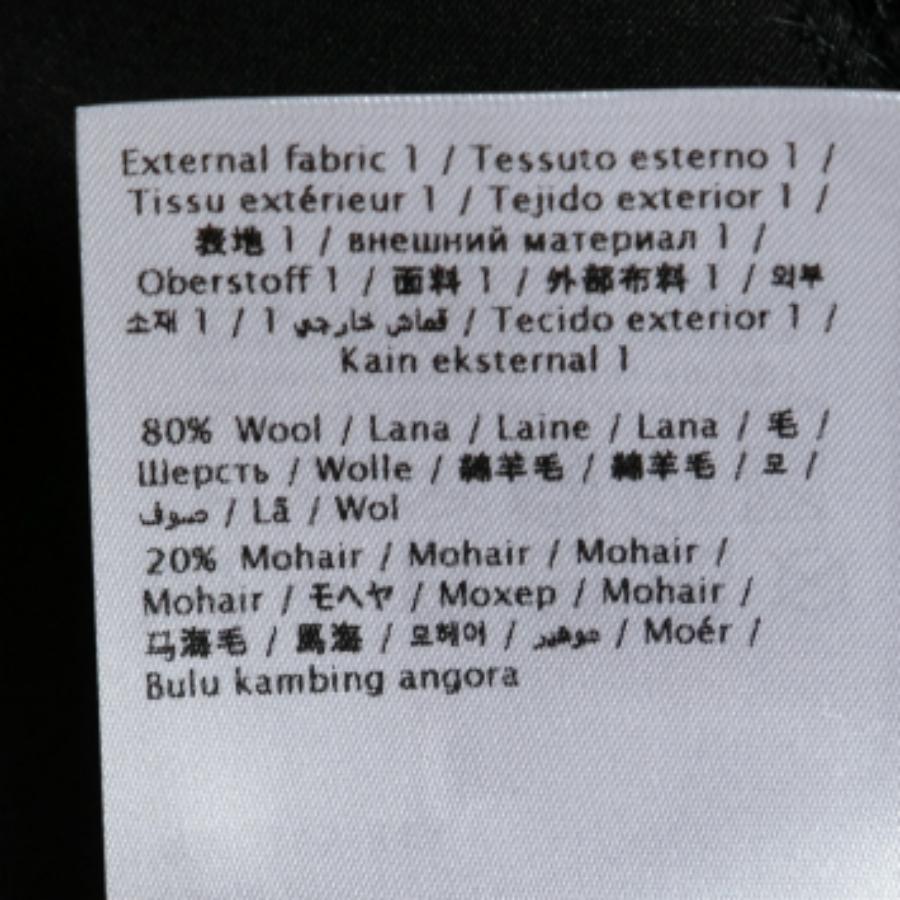 External fabric 1 / Tessuto esterno 1 /
Tissu extérieur 1 / Tejido exterior 1 /
表地 1 / внешний материал 1 /
Oberstoff 1 / 面料 1 / 外部布料 1 / 외부
소재 1 / 1 قماش خارجي / Tecido exterior 1 /
Kain eksternal 1
80% Wool / Lana / Laine / Lana / 毛 /
Шерсть / Wolle / 綿羊毛 / 綿羊毛 / 모 /
صوف / Lã / Wol
20% Mohair / Mohair / Mohair /
Mohair / モヘヤ / Мохер / Mohair /
马海毛 / 馬海 / 모헤어 / موهير / Moér /
Bulu kambing angora